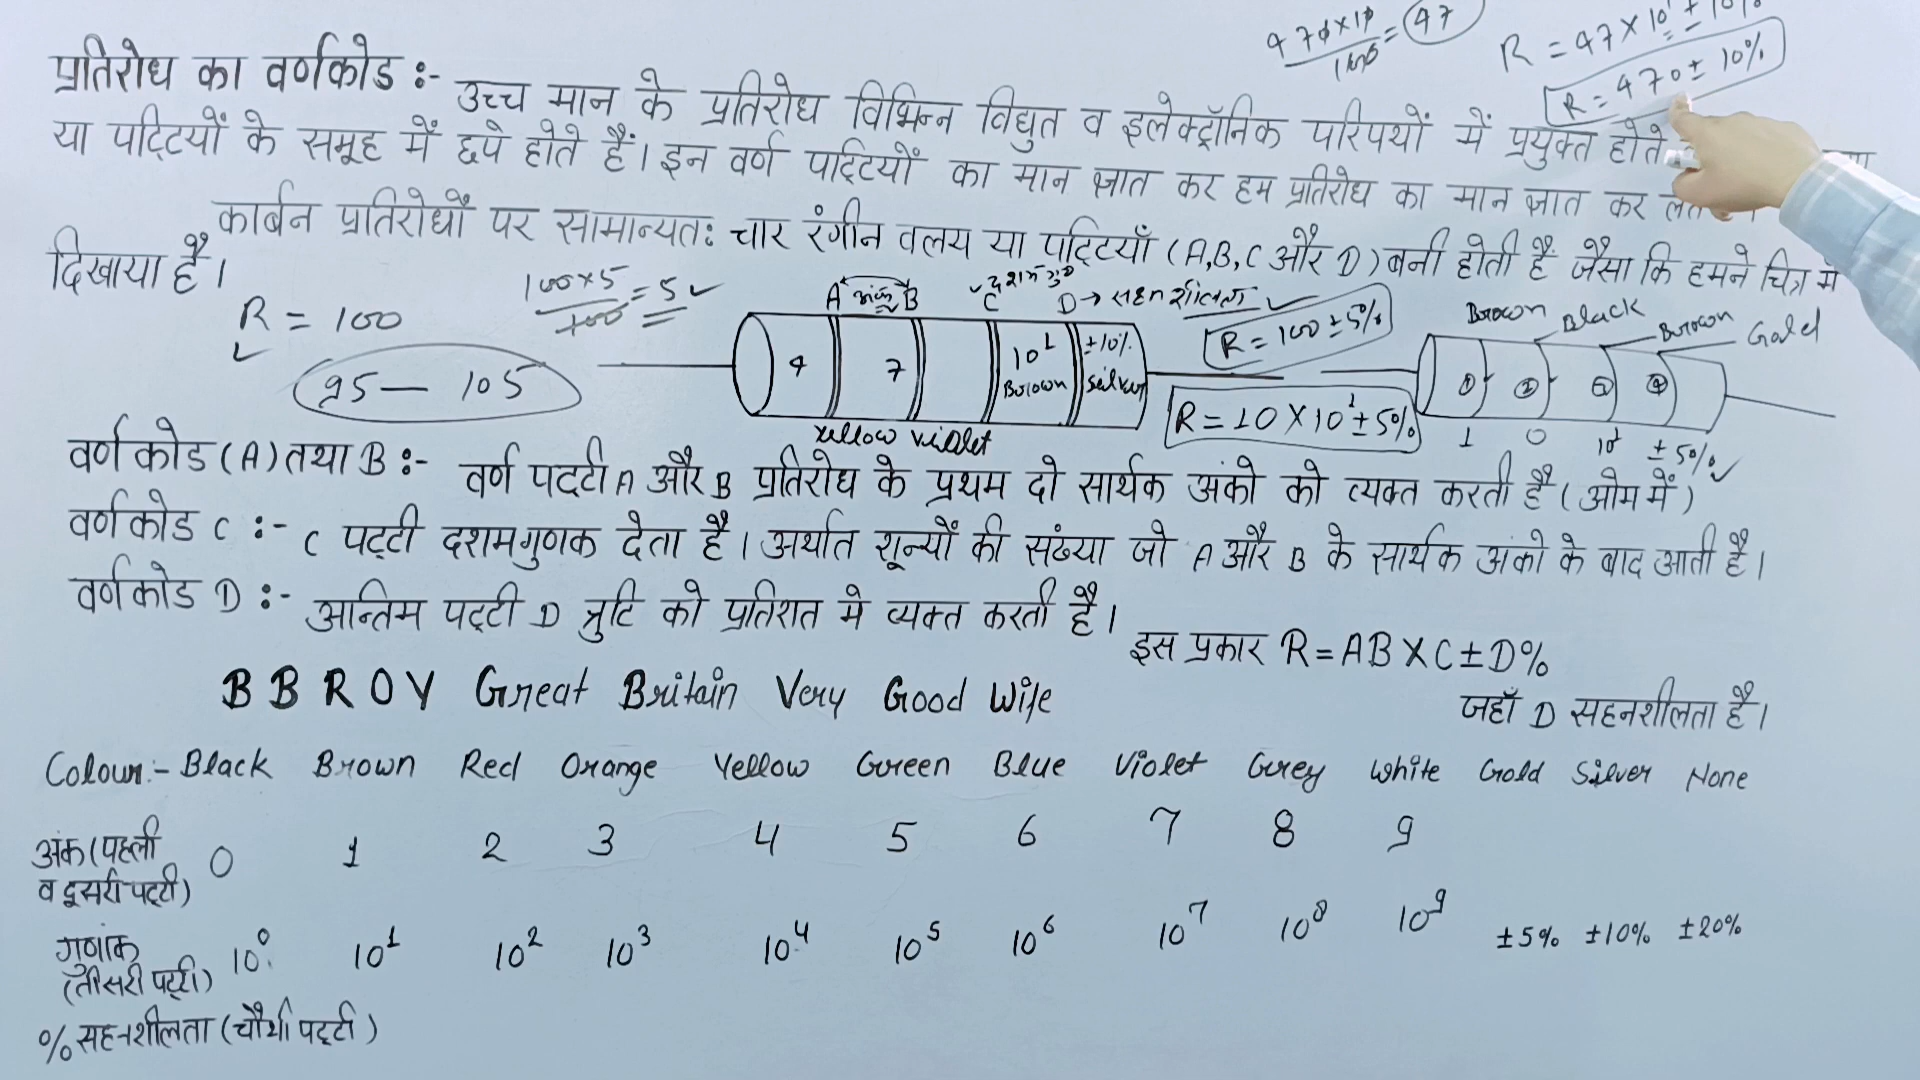 470×10/100 = 47
R = 47×10¹ ± 10%
R = 470 ± 10%
प्रतिरोध का वर्णकोड :- उच्च मान के प्रतिरोध विभिन्न विद्युत व इलेक्ट्रॉनिक परिपथों में प्रयुक्त होते
या पट्टियों के समूह में छपे होते हैं। इन वर्ण पट्टियों का मान ज्ञात कर हम प्रतिरोध का मान ज्ञात कर
कार्बन प्रतिरोधों पर सामान्यतः चार रंगीन वलय या पट्टियाँ (A,B,C और D) बनी होती हैं जैसा कि हमने चित्र में
दिखाया है।
R = 100
100×5/100 = 5
95 — 105
A B C D → सहनशीलता
4 7 10¹ ±10%
Brown Silver
Yellow Violet
R = 100 ± 5%
R = 10 × 10¹ ± 5%
Brown Black Brown Gold
1 0 10¹ ± 5%
वर्ण कोड (A) तथा B :- वर्ण पट्टी A और B प्रतिरोध के प्रथम दो सार्थक अंको को व्यक्त करती है (ओम में)
वर्ण कोड C :- C पट्टी दशमगुणक देता है। अर्थात शून्यों की संख्या जो A और B के सार्थक अंको के बाद आती है।
वर्ण कोड D :- अन्तिम पट्टी D त्रुटि को प्रतिशत मे व्यक्त करती है।
इस प्रकार R = AB × C ± D%
जहाँ D सहनशीलता है।
B B R O Y Great Britain Very Good Wife
Colour:- Black Brown Red Orange Yellow Green Blue Violet Grey White Gold Silver None
अंक (पहली व दूसरी पट्टी) 0 1 2 3 4 5 6 7 8 9
गुणांक (तीसरी पट्टी) 10⁰ 10¹ 10² 10³ 10⁴ 10⁵ 10⁶ 10⁷ 10⁸ 10⁹ ±5% ±10% ±20%
% सहनशीलता (चौथी पट्टी)